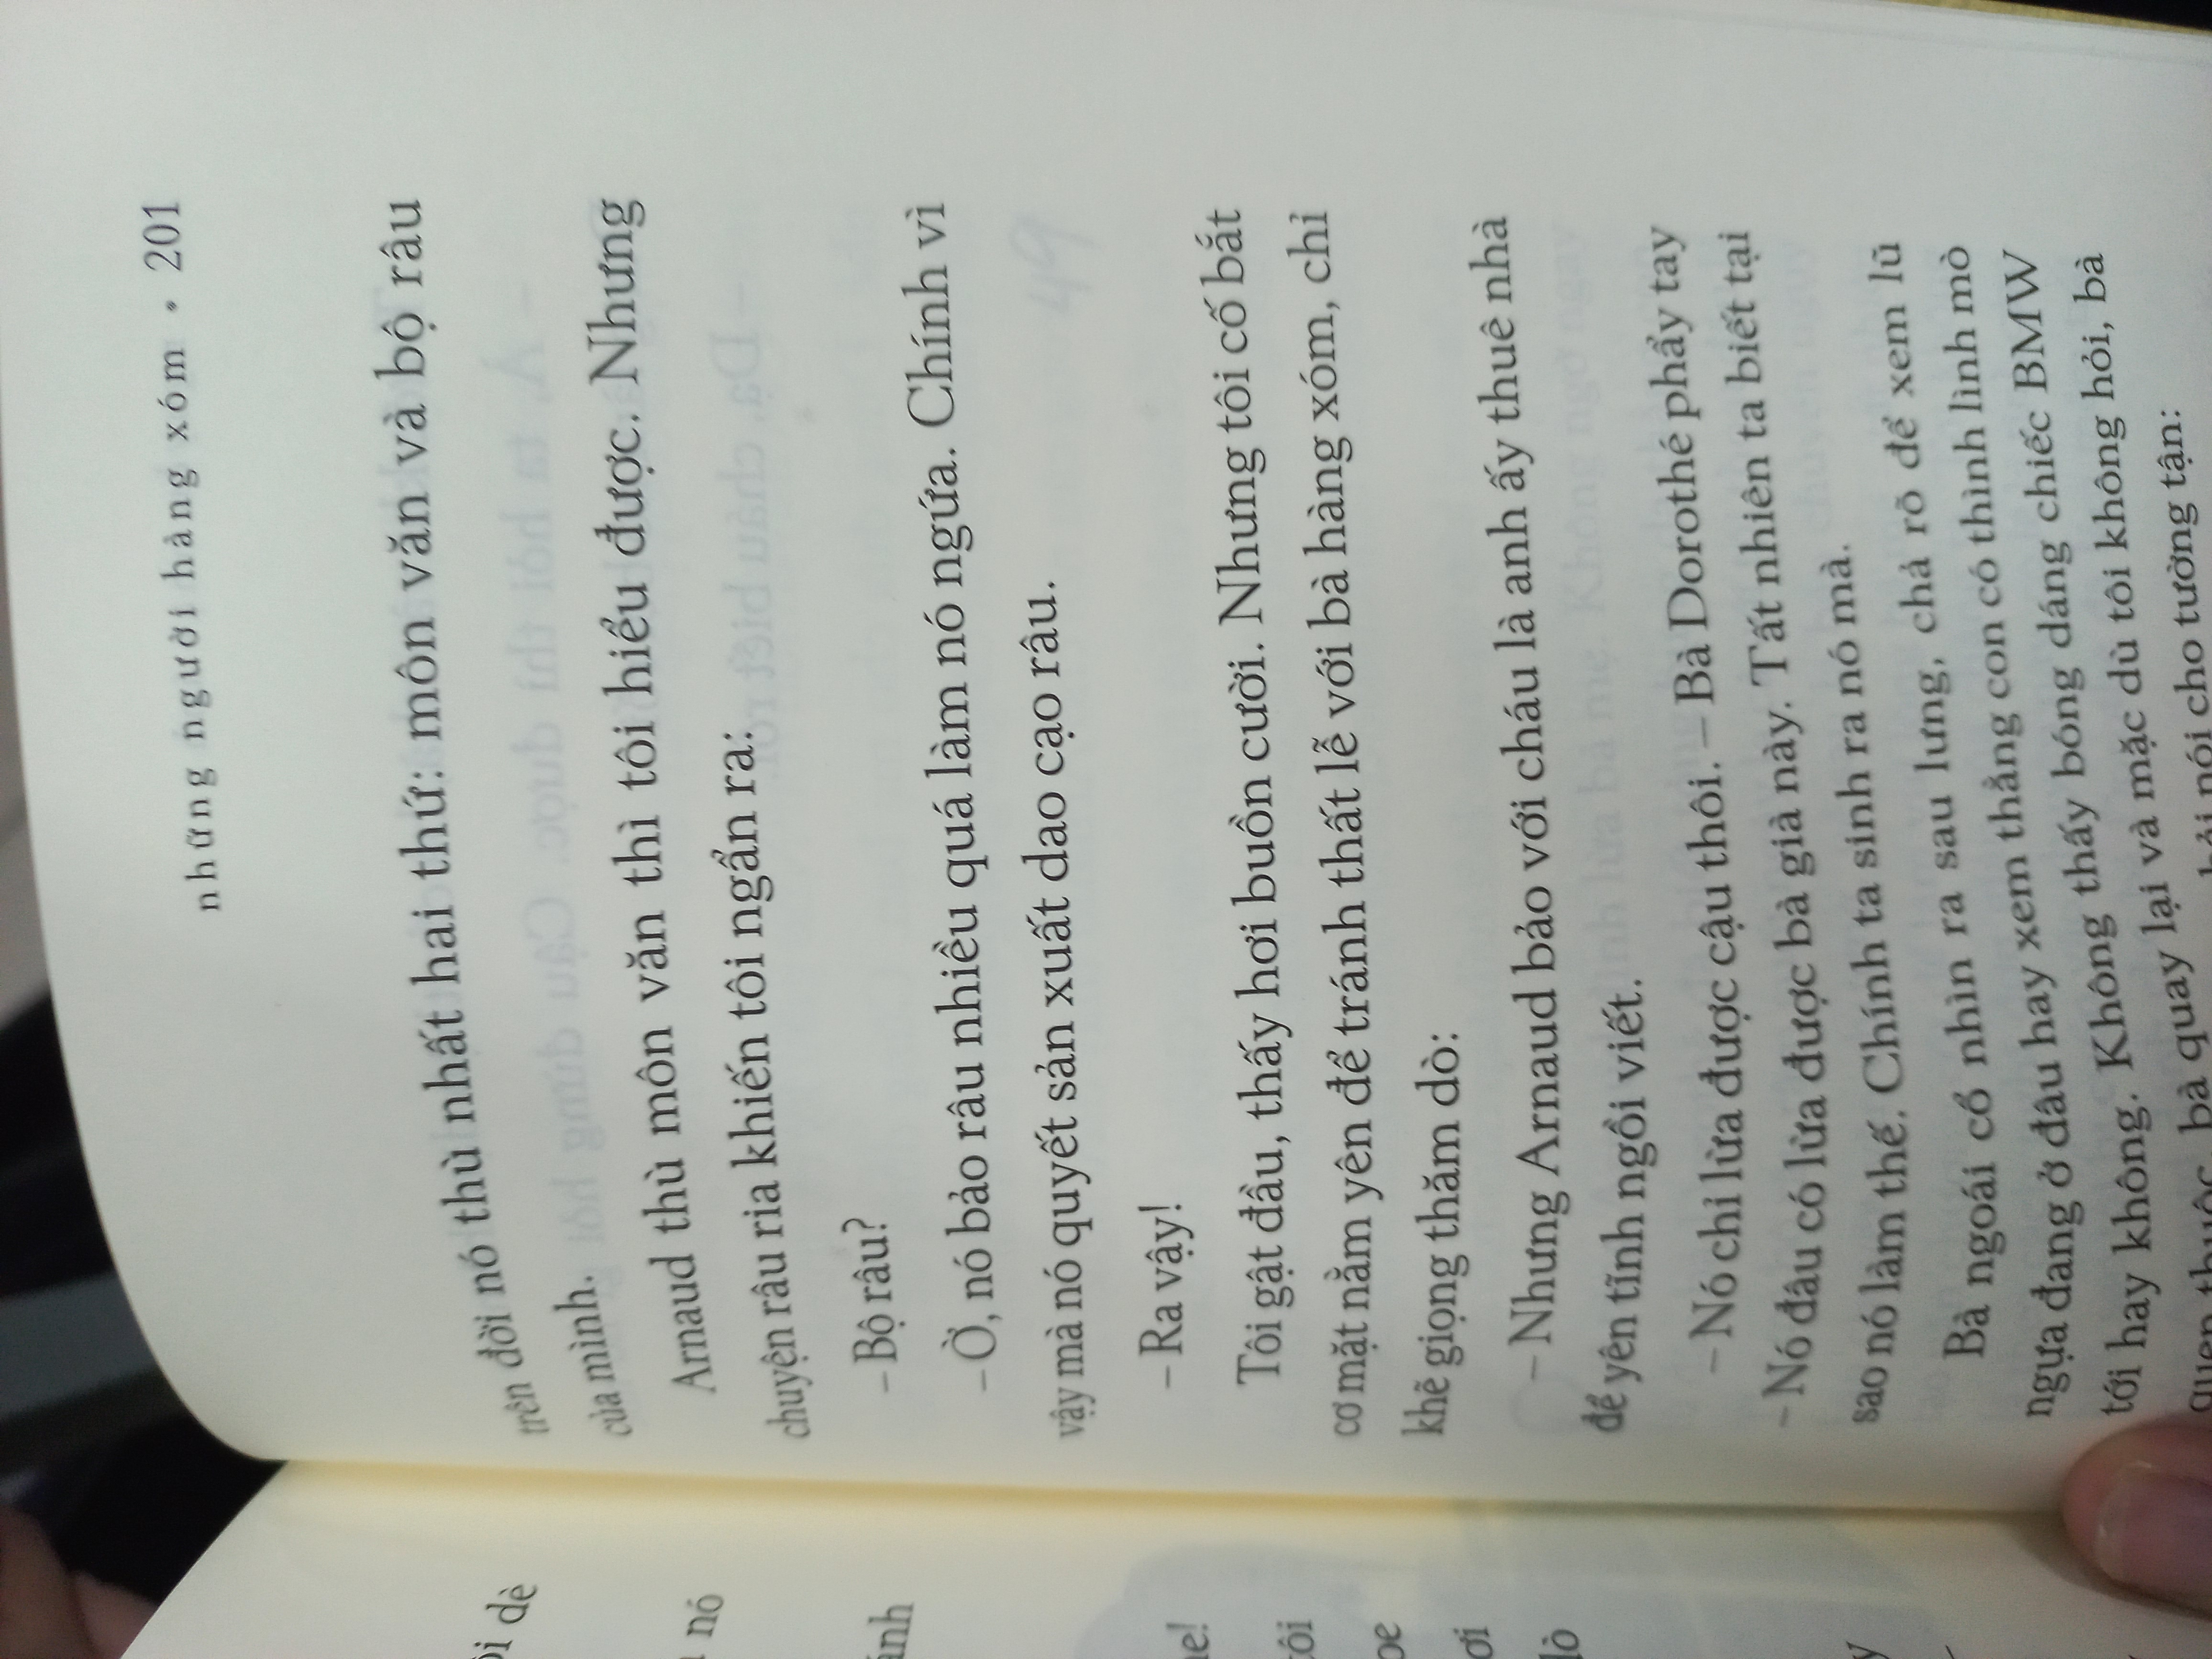 những người hàng xóm • 201
trên đời nó thù nhất hai thứ: môn văn và bộ râu
của mình.
Arnaud thù môn văn thì tôi hiểu được. Nhưng
chuyện râu ria khiến tôi ngẩn ra:
– Bộ râu?
– Ờ, nó bảo râu nhiều quá làm nó ngứa. Chính vì
vậy mà nó quyết sản xuất dao cạo râu.
– Ra vậy!
Tôi gật đầu, thấy hơi buồn cười. Nhưng tôi cố bắt
cơ mặt nằm yên để tránh thất lễ với bà hàng xóm, chỉ
khẽ giọng thăm dò:
– Nhưng Arnaud bảo với cháu là anh ấy thuê nhà
để yên tĩnh ngồi viết.
– Nó chỉ lừa được cậu thôi. – Bà Dorothé phẩy tay
– Nó đâu có lừa được bà già này. Tất nhiên ta biết tại
sao nó làm thế. Chính ta sinh ra nó mà.
Bà ngoái cổ nhìn ra sau lưng, chả rõ để xem lũ
ngựa đang ở đâu hay xem thằng con có thình lình mò
tới hay không. Không thấy bóng dáng chiếc BMW
quen thuộc, bà quay lại và mặc dù tôi không hỏi, bà
nói cho tường tận:
dè
nó